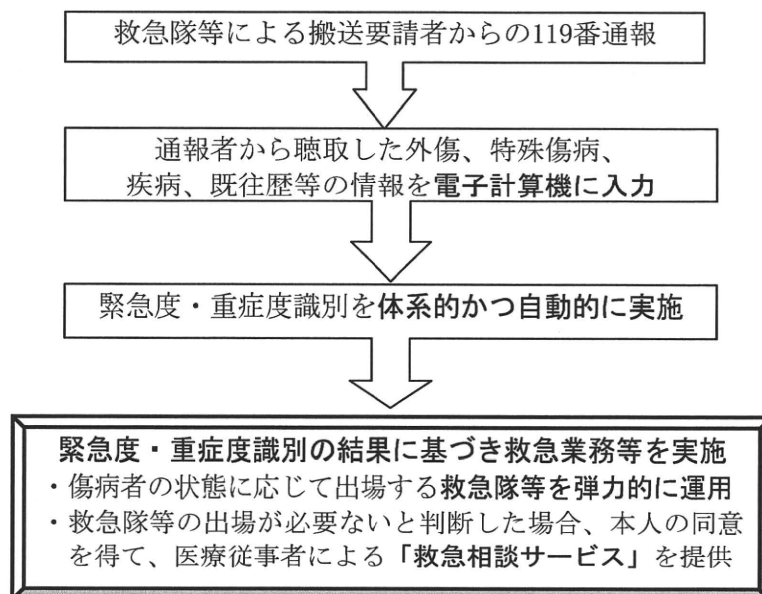 救急隊等による搬送要請者からの119番通報
通報者から聴取した外傷、特殊傷病、
疾病、既往歴等の情報を電子計算機に入力
緊急度・重症度識別を体系的かつ自動的に実施
緊急度・重症度識別の結果に基づき救急業務等を実施
・傷病者の状態に応じて出場する救急隊等を弾力的に運用
・救急隊等の出場が必要ないと判断した場合、本人の同意
を得て、医療従事者による「救急相談サービス」を提供